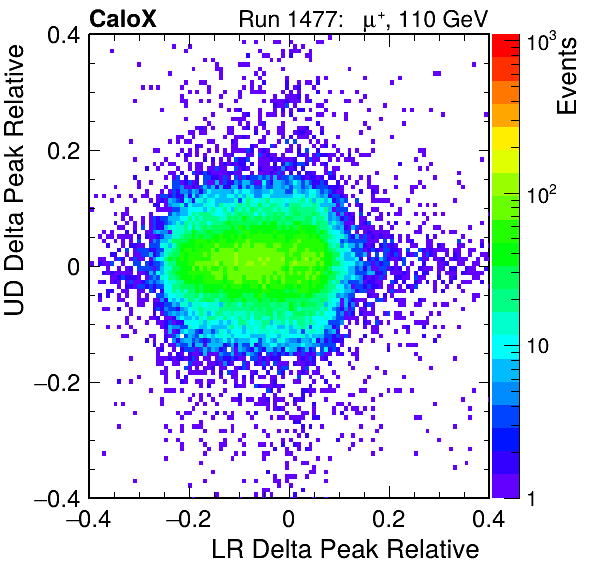 CaloX Run 1477: μ⁺, 110 GeV
UD Delta Peak Relative
0.4
0.2
0
−0.2
−0.4
−0.4 −0.2 0 0.2 0.4
LR Delta Peak Relative
Events
10³
10²
10
1